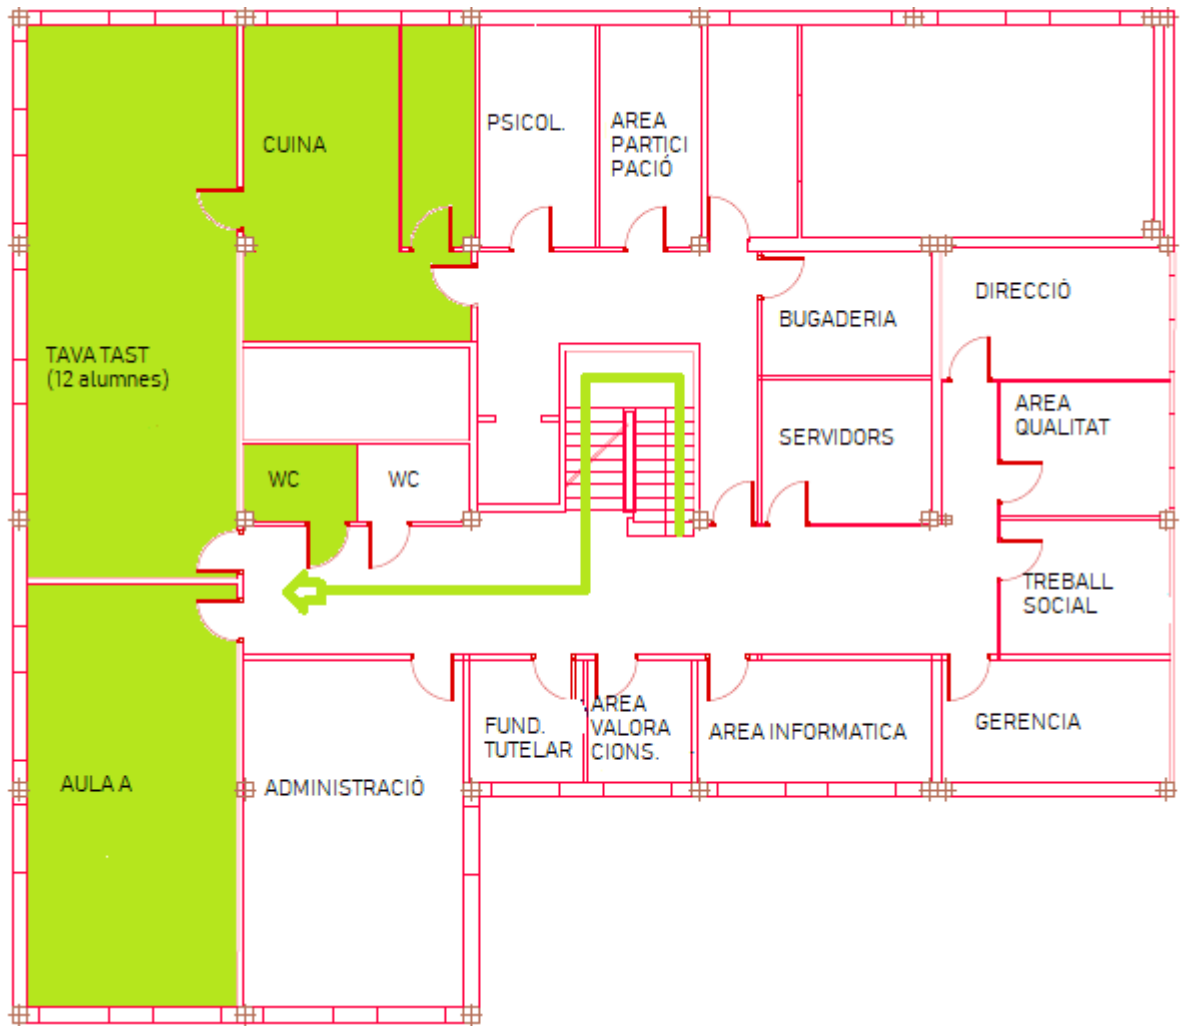 PSICOL.
AREA
PARTICI
PACIÓ
CUINA
DIRECCIÓ
BUGADERIA
TAVA TAST
(12 alumnes)
AREA
QUALITAT
SERVIDORS
WC
WC
TREBALL
SOCIAL
FUND.
TUTELAR
AREA
VALORA
CIONS.
AREA INFORMATICA
GERENCIA
AULA A
ADMINISTRACIÓ